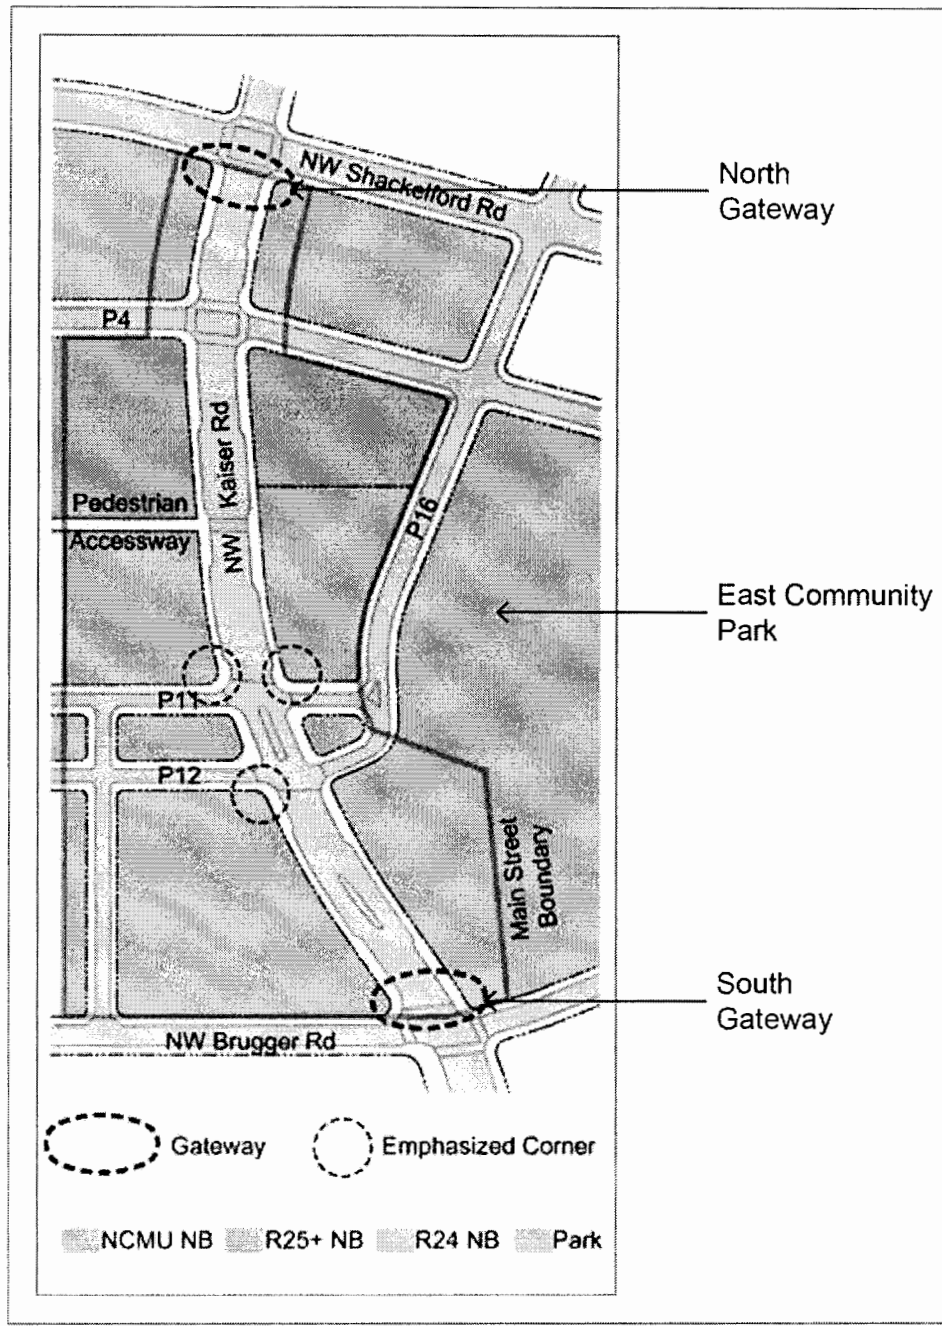 NW Shackelford Rd
North
Gateway
P4
NW Kaiser Rd
Pedestrian
Accessway
P16
East Community
Park
P11
P12
Main Street
Boundary
South
Gateway
NW Brugger Rd
Gateway
Emphasized Corner
NCMU NB
R25+ NB
R24 NB
Park